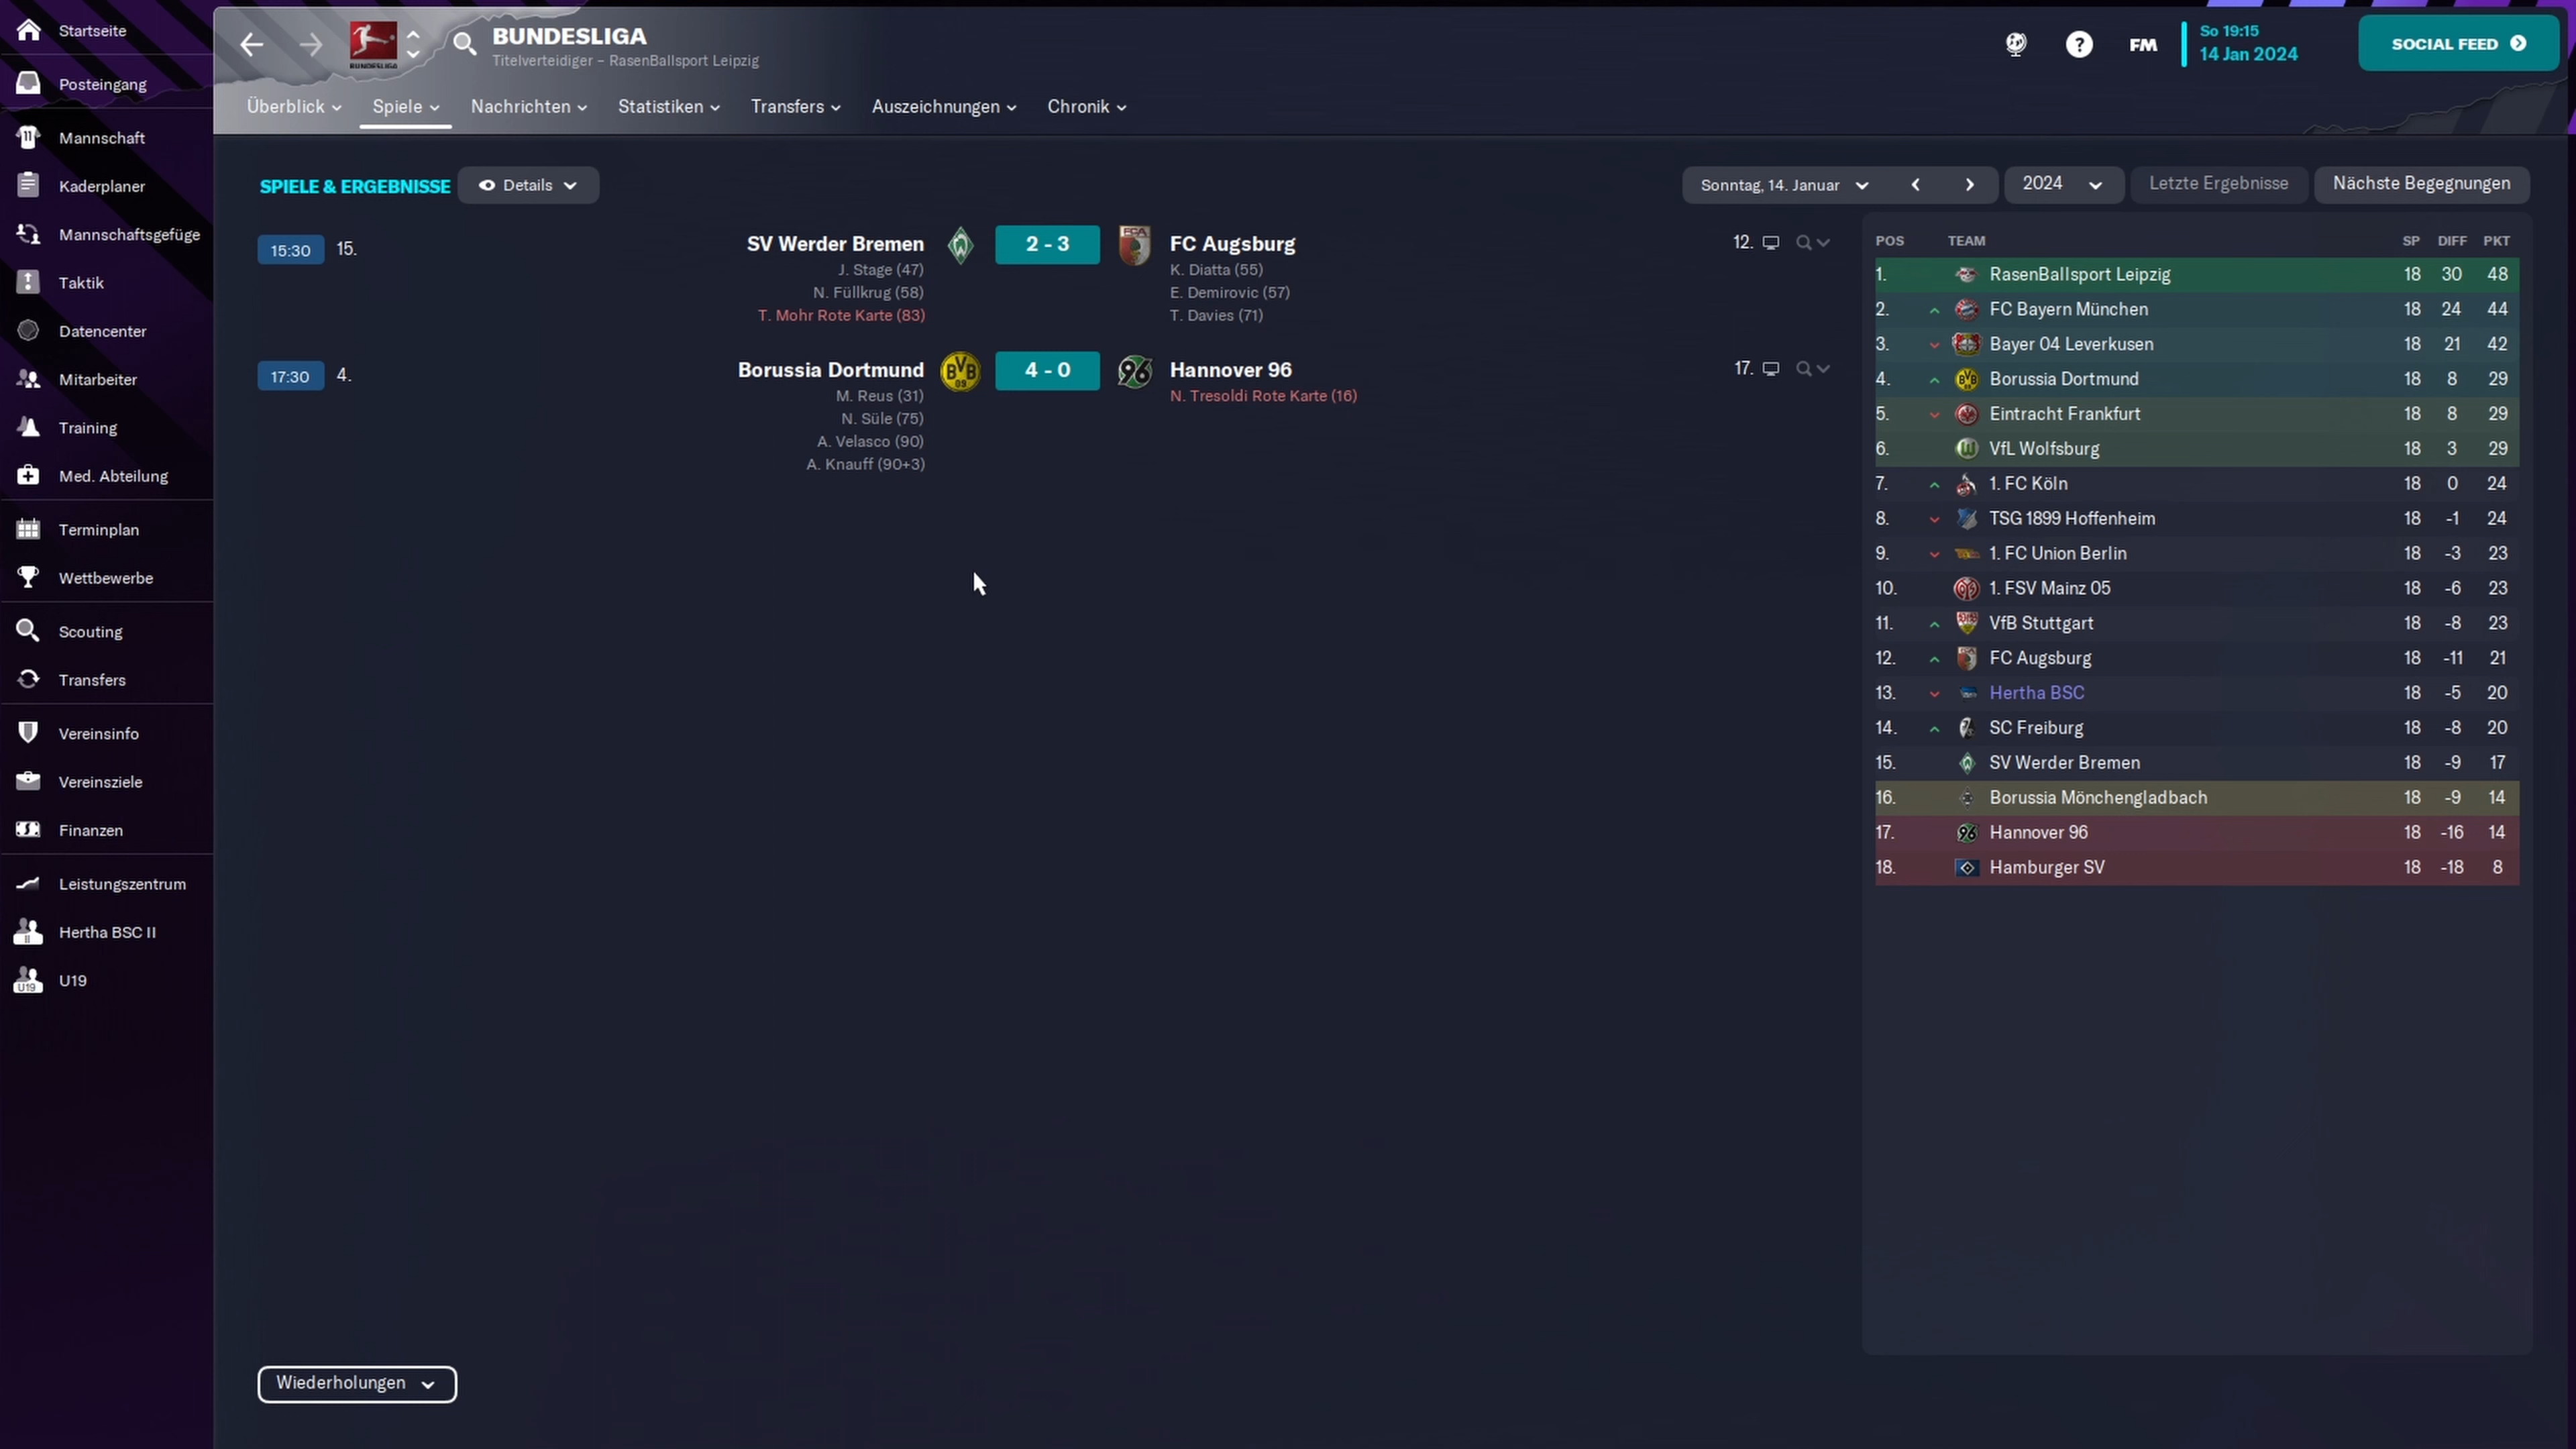 Startseite
Posteingang
Mannschaft
Kaderplaner
Mannschaftsgefüge
Taktik
Datencenter
Mitarbeiter
Training
Med. Abteilung
Terminplan
Wettbewerbe
Scouting
Transfers
Vereinsinfo
Vereinsziele
Finanzen
Leistungszentrum
Hertha BSC II
U19
BUNDESLIGA
Titelverteidiger – RasenBallsport Leipzig
FM
So 19:15
14 Jan 2024
SOCIAL FEED
Überblick Spiele Nachrichten Statistiken Transfers Auszeichnungen Chronik
SPIELE & ERGEBNISSE Details
Sonntag, 14. Januar 2024 Letzte Ergebnisse Nächste Begegnungen
15:30 15. SV Werder Bremen 2 - 3 FC Augsburg 12.
J. Stage (47) K. Diatta (55)
N. Füllkrug (58) E. Demirovic (57)
T. Mohr Rote Karte (83) T. Davies (71)
17:30 4. Borussia Dortmund 4 - 0 Hannover 96 17.
M. Reus (31) N. Tresoldi Rote Karte (16)
N. Süle (75)
A. Velasco (90)
A. Knauff (90+3)
POS TEAM SP DIFF PKT
1. RasenBallsport Leipzig 18 30 48
2. FC Bayern München 18 24 44
3. Bayer 04 Leverkusen 18 21 42
4. Borussia Dortmund 18 8 29
5. Eintracht Frankfurt 18 8 29
6. VfL Wolfsburg 18 3 29
7. 1. FC Köln 18 0 24
8. TSG 1899 Hoffenheim 18 -1 24
9. 1. FC Union Berlin 18 -3 23
10. 1. FSV Mainz 05 18 -6 23
11. VfB Stuttgart 18 -8 23
12. FC Augsburg 18 -11 21
13. Hertha BSC 18 -5 20
14. SC Freiburg 18 -8 20
15. SV Werder Bremen 18 -9 17
16. Borussia Mönchengladbach 18 -9 14
17. Hannover 96 18 -16 14
18. Hamburger SV 18 -18 8
Wiederholungen